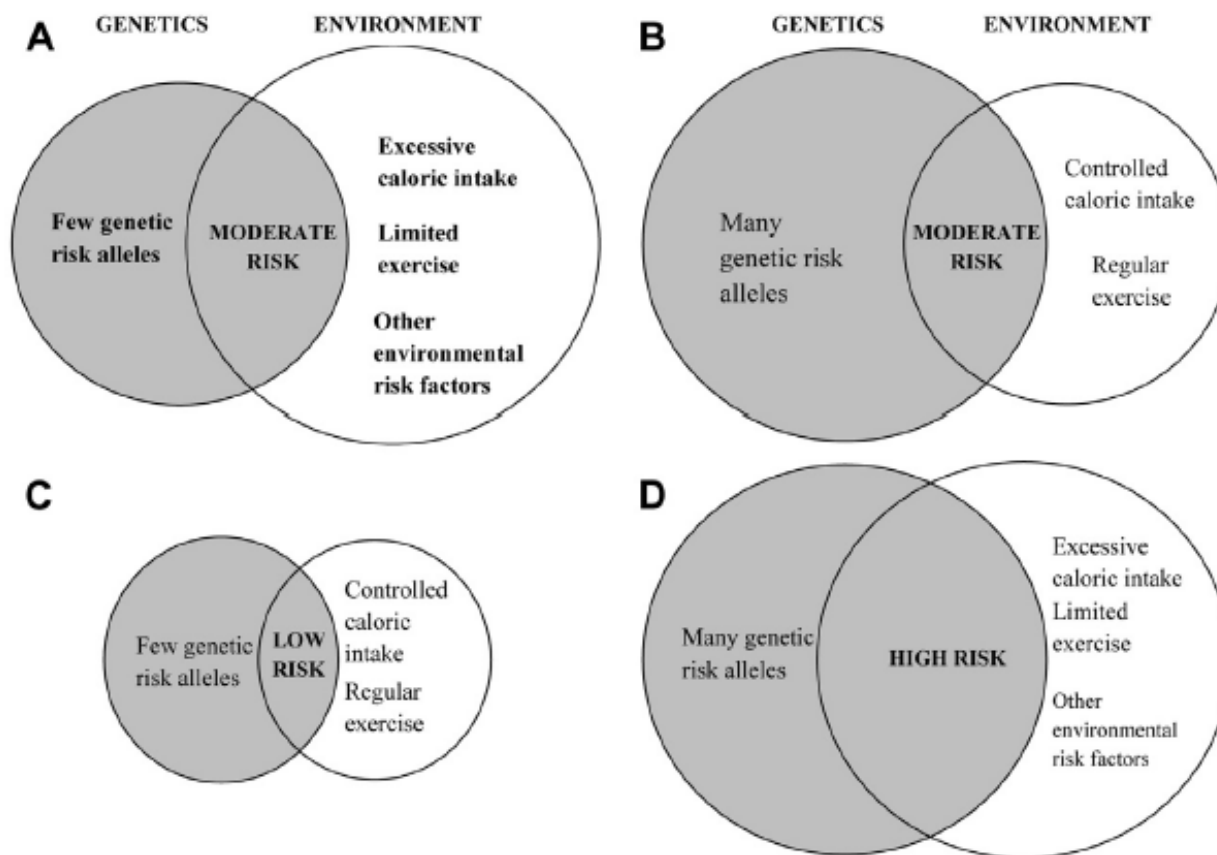 A
GENETICS
ENVIRONMENT
Few genetic
risk alleles
MODERATE
RISK
Excessive
caloric intake
Limited
exercise
Other
environmental
risk factors
B
GENETICS
ENVIRONMENT
Many
genetic risk
alleles
MODERATE
RISK
Controlled
caloric intake
Regular
exercise
C
Few genetic
risk alleles
LOW
RISK
Controlled
caloric
intake
Regular
exercise
D
Many genetic
risk alleles
HIGH RISK
Excessive
caloric intake
Limited
exercise
Other
environmental
risk factors